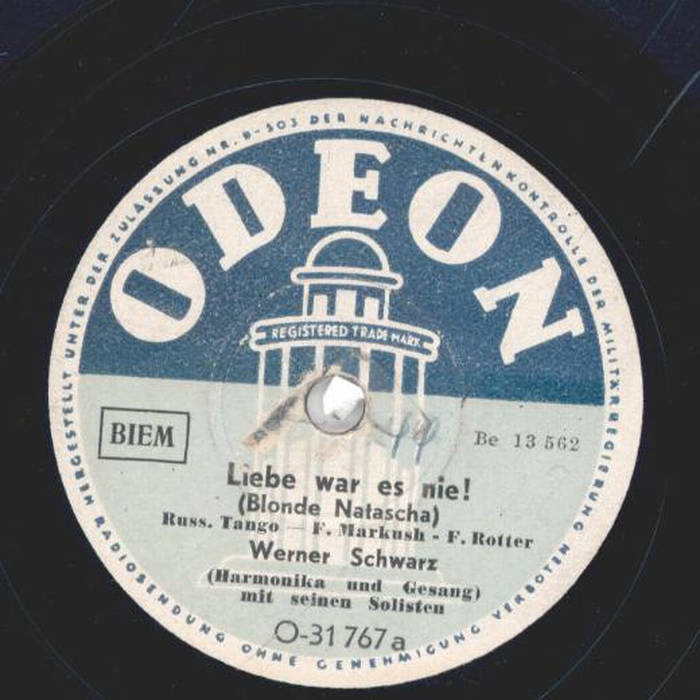 HERGESTELLT UNTER DER ZULASSUNG NR. B-503 DER NACHRICHTENKONTROLLE DER MILITÄRREGIERUNG
RADIOSENDUNG OHNE GENEHMIGUNG VERBOTEN
ODEON
REGISTERED TRADE MARK
BIEM
44
Be 13 562
Liebe war es nie!
(Blonde Natascha)
Russ. Tango — F. Markush - F. Rotter
Werner Schwarz
(Harmonika und Gesang)
mit seinen Solisten
O-31 767 a